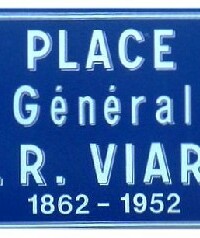 PLACE
Général
. R. VIAR
1862 - 1952